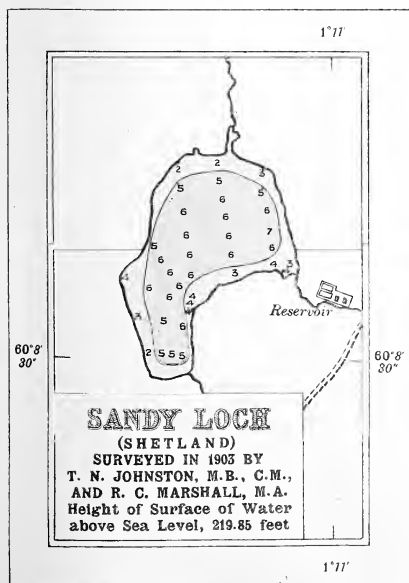 1°11'
2 2 3
5 5 5
6 6 6
6 6 7
5 6 6 6
6 6 4 3
4 6 6 3 4
6 6 4
6 4
3 5 6
60°8' 30"
2 5 5 5
60°8' 30"
Reservoir
SANDY LOCH
(SHETLAND)
SURVEYED IN 1903 BY
T. N. JOHNSTON, M.B., C.M.,
AND R. C. MARSHALL, M.A.
Height of Surface of Water
above Sea Level, 219.85 feet
1°11'